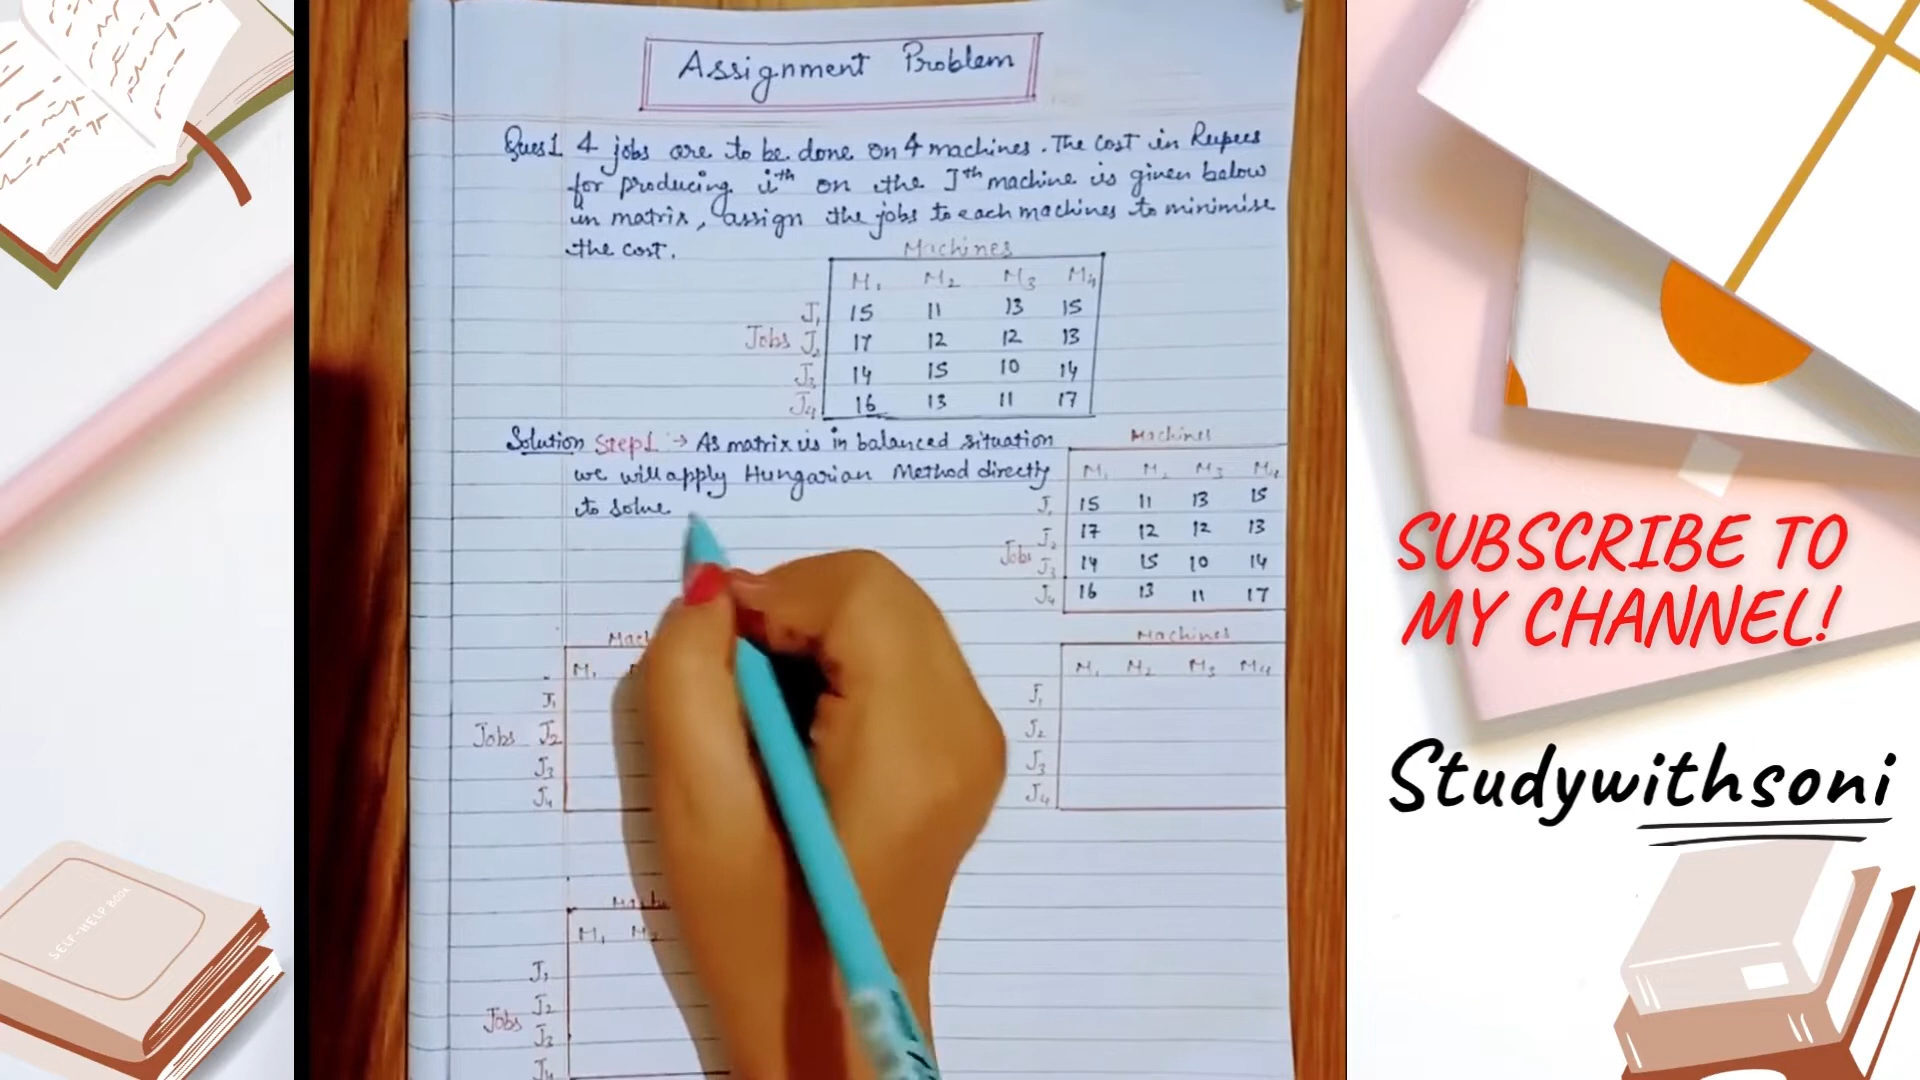 Assignment Problem
Ques1 4 jobs are to be done on 4 machines. The cost in Rupees
for producing ith on the Jth machine is given below
in matrix, assign the jobs to each machines to minimise
the cost.
Machines
M1 M2 M3 M4
J1 15 11 13 15
Jobs J2 17 12 12 13
J3 14 15 10 14
J4 16 13 11 17
Solution Step1 :→ As matrix is in balanced situation
we will apply Hungarian Method directly
to solve
Machines
M1 M2 M3 M4
J1 15 11 13 15
J2 17 12 12 13
Jobs
J3 14 15 10 14
J4 16 13 11 17
M1
J1
Jobs J2
J3
J4
Machines
M1 M2 M3 M4
J1
J2
J3
J4
M1 M2
J1
J2
Jobs
J3
J4
SUBSCRIBE TO
MY CHANNEL!
Studywithsoni
SELF-HELP BOOK